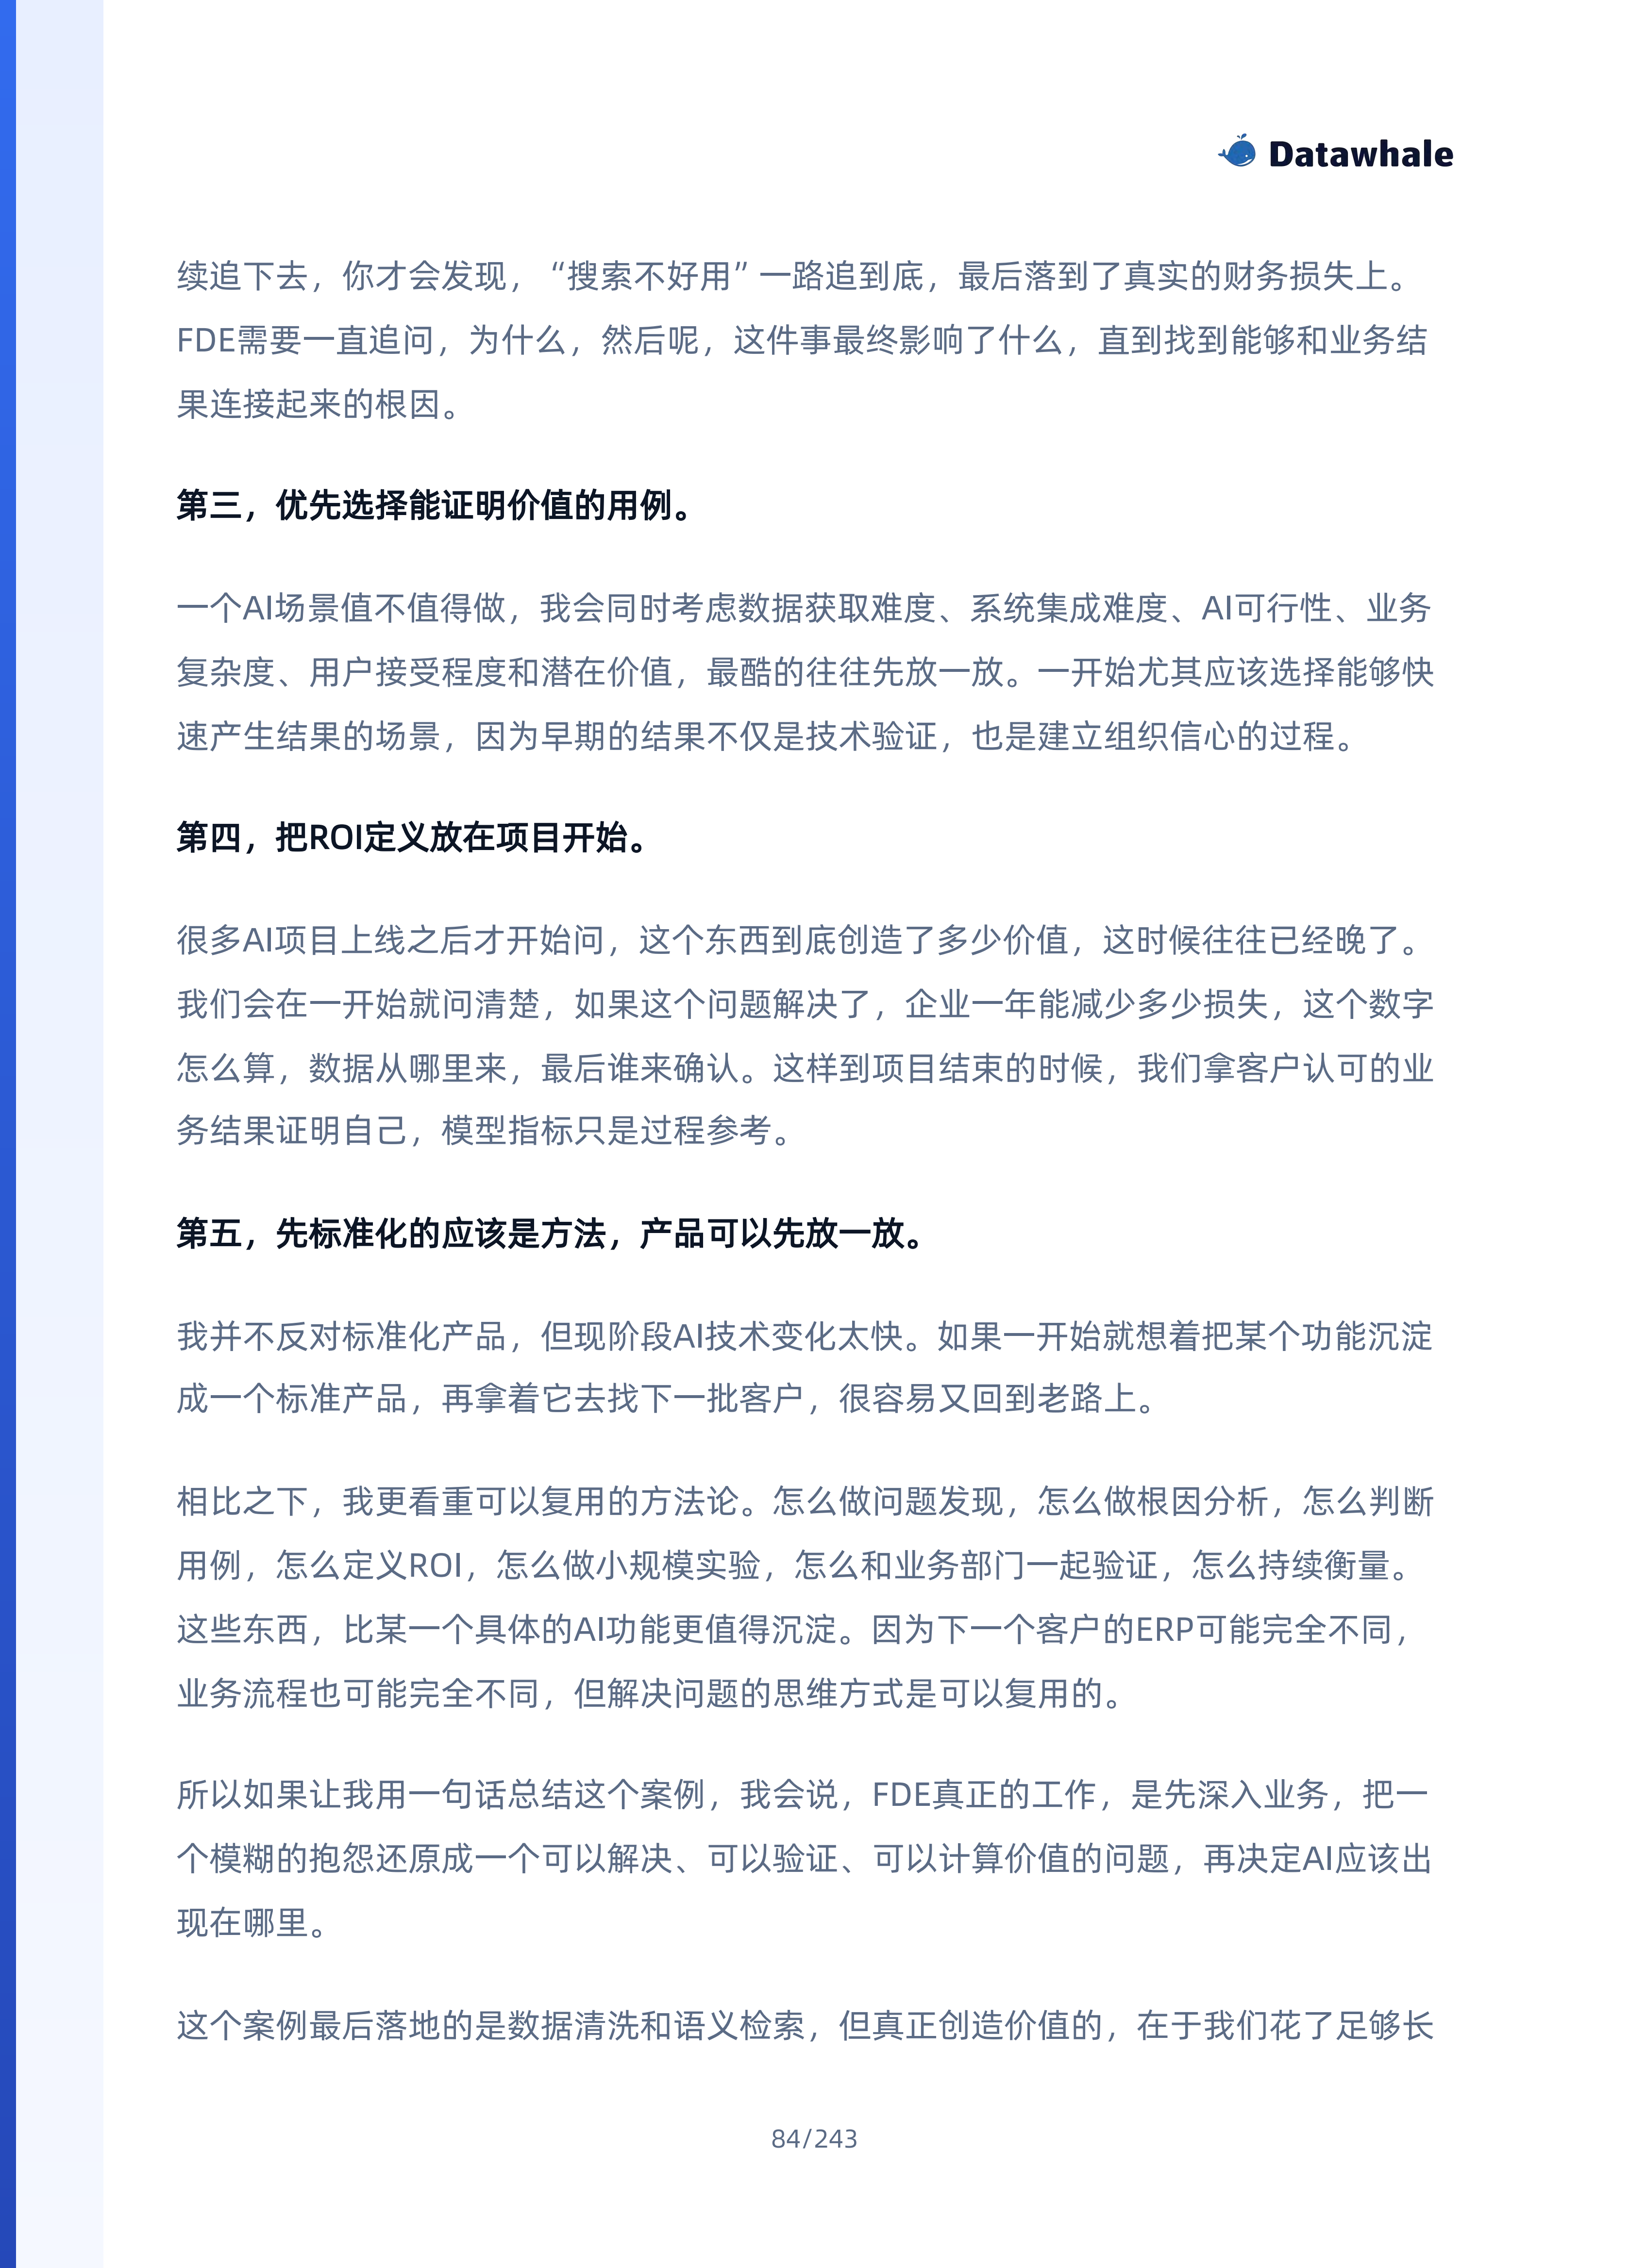 Datawhale
续追下去，你才会发现，“搜索不好用”一路追到底，最后落到了真实的财务损失上。
FDE需要一直追问，为什么，然后呢，这件事最终影响了什么，直到找到能够和业务结
果连接起来的根因。
第三，优先选择能证明价值的用例。
一个AI场景值不值得做，我会同时考虑数据获取难度、系统集成难度、AI可行性、业务
复杂度、用户接受程度和潜在价值，最酷的往往先放一放。一开始尤其应该选择能够快
速产生结果的场景，因为早期的结果不仅是技术验证，也是建立组织信心的过程。
第四，把ROI定义放在项目开始。
很多AI项目上线之后才开始问，这个东西到底创造了多少价值，这时候往往已经晚了。
我们会在一开始就问清楚，如果这个问题解决了，企业一年能减少多少损失，这个数字
怎么算，数据从哪里来，最后谁来确认。这样到项目结束的时候，我们拿客户认可的业
务结果证明自己，模型指标只是过程参考。
第五，先标准化的应该是方法，产品可以先放一放。
我并不反对标准化产品，但现阶段AI技术变化太快。如果一开始就想着把某个功能沉淀
成一个标准产品，再拿着它去找下一批客户，很容易又回到老路上。
相比之下，我更看重可以复用的方法论。怎么做问题发现，怎么做根因分析，怎么判断
用例，怎么定义ROI，怎么做小规模实验，怎么和业务部门一起验证，怎么持续衡量。
这些东西，比某一个具体的AI功能更值得沉淀。因为下一个客户的ERP可能完全不同，
业务流程也可能完全不同，但解决问题的思维方式是可以复用的。
所以如果让我用一句话总结这个案例，我会说，FDE真正的工作，是先深入业务，把一
个模糊的抱怨还原成一个可以解决、可以验证、可以计算价值的问题，再决定AI应该出
现在哪里。
这个案例最后落地的是数据清洗和语义检索，但真正创造价值的，在于我们花了足够长
84/243